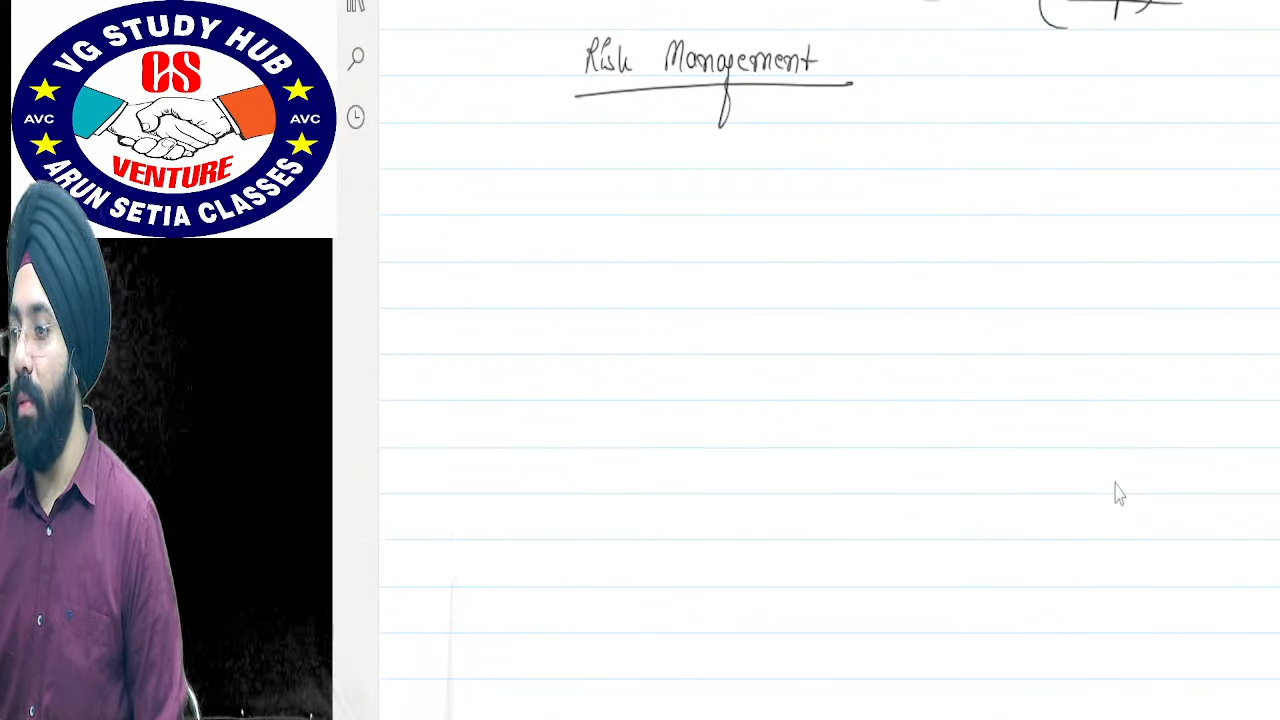 VG STUDY HUB
CS
AVC
AVC
VENTURE
ARUN SETIA CLASSES
Risk Management